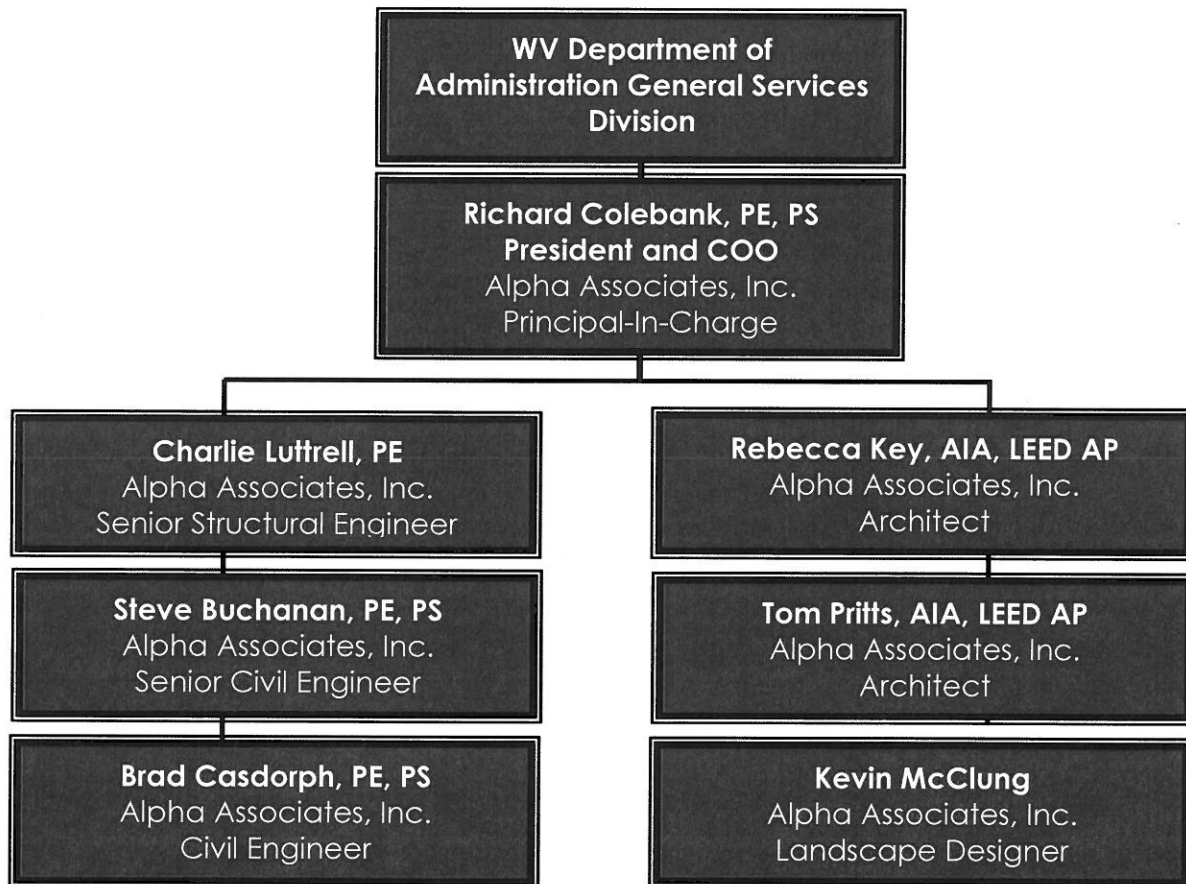 WV Department of
Administration General Services
Division
Richard Colebank, PE, PS
President and COO
Alpha Associates, Inc.
Principal-In-Charge
Charlie Luttrell, PE
Alpha Associates, Inc.
Senior Structural Engineer
Steve Buchanan, PE, PS
Alpha Associates, Inc.
Senior Civil Engineer
Brad Casdorph, PE, PS
Alpha Associates, Inc.
Civil Engineer
Rebecca Key, AIA, LEED AP
Alpha Associates, Inc.
Architect
Tom Pritts, AIA, LEED AP
Alpha Associates, Inc.
Architect
Kevin McClung
Alpha Associates, Inc.
Landscape Designer